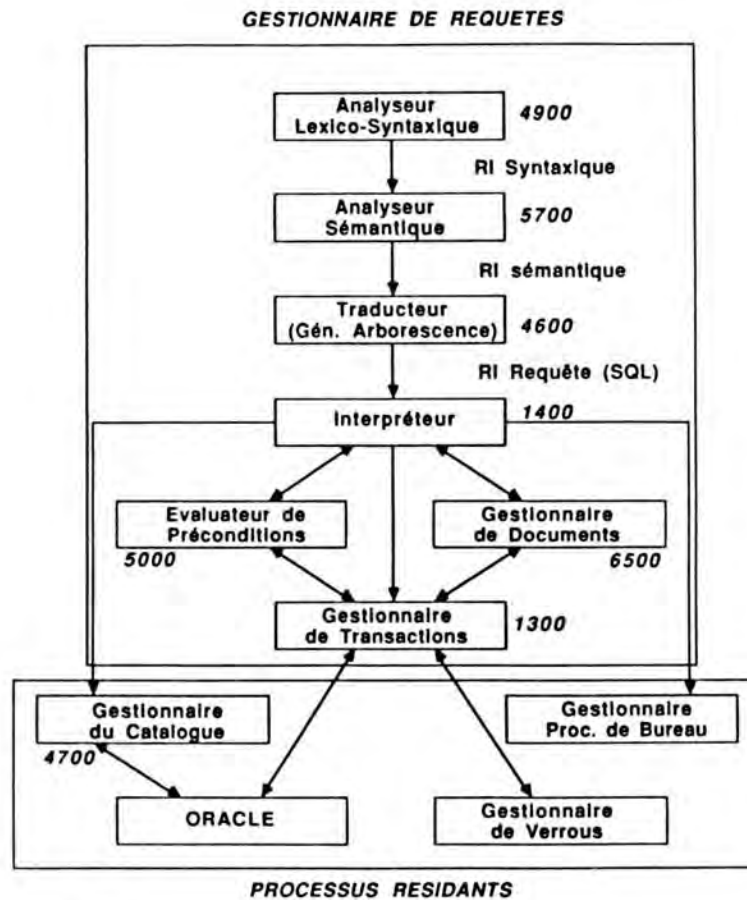 GESTIONNAIRE DE REQUETES
Analyseur
Lexico-Syntaxique
4900
RI Syntaxique
Analyseur
Sémantique
5700
RI sémantique
Traducteur
(Gén. Arborescence)
4600
RI Requête (SQL)
Interpréteur
1400
Evaluateur de
Préconditions
5000
Gestionnaire
de Documents
6500
Gestionnaire
de Transactions
1300
Gestionnaire
du Catalogue
4700
Gestionnaire
Proc. de Bureau
ORACLE
Gestionnaire
de Verrous
PROCESSUS RESIDANTS